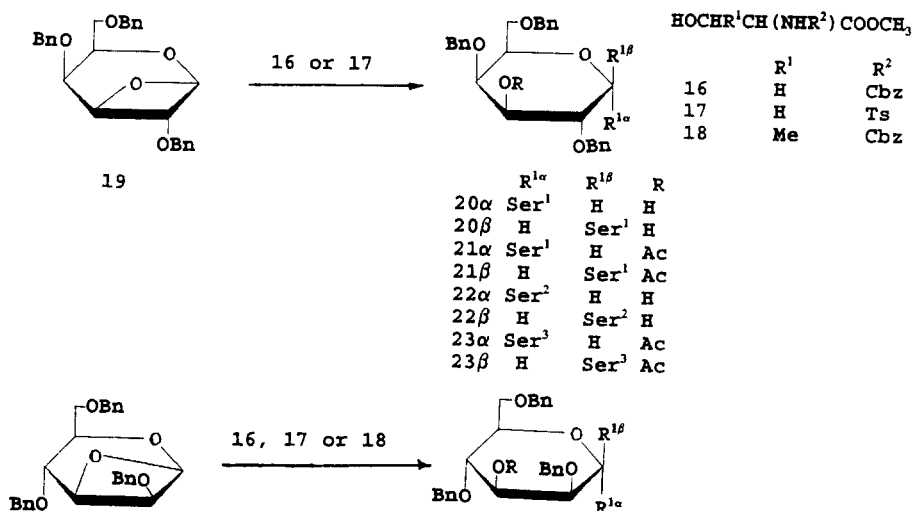 OBn
BnO
O
O
OBn
19
16 or 17
OBn
BnO
O
R¹ᵝ
OR
R¹ᵅ
OBn
HOCHR¹CH(NHR²)COOCH₃
R¹ R²
16 H Cbz
17 H Ts
18 Me Cbz
R¹ᵅ R¹ᵝ R
20α Ser¹ H H
20β H Ser¹ H
21α Ser¹ H Ac
21β H Ser¹ Ac
22α Ser² H H
22β H Ser² H
23α Ser³ H Ac
23β H Ser³ Ac
OBn
O
O
BnO
BnO
16, 17 or 18
OBn
O
R¹ᵝ
OR
BnO
BnO
R¹ᵅ